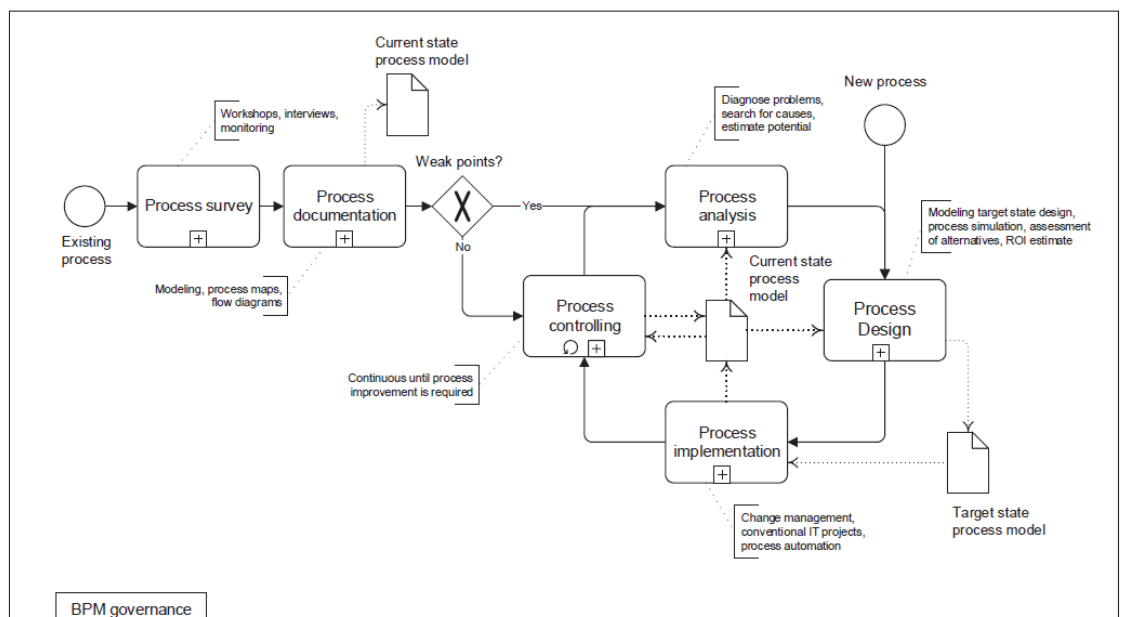 Current state
process model
New process
Workshops, interviews,
monitoring
Diagnose problems,
search for causes,
estimate potential
Weak points?
Process survey
Process
documentation
Yes
No
Process
analysis
Existing
process
Modeling target state design,
process simulation, assessment
of alternatives, ROI estimate
Modeling, process maps,
flow diagrams
Current state
process
model
Process
controlling
Process
Design
Continuous until process
improvement is required
Process
implementation
Target state
process model
Change management,
conventional IT projects,
process automation
BPM governance